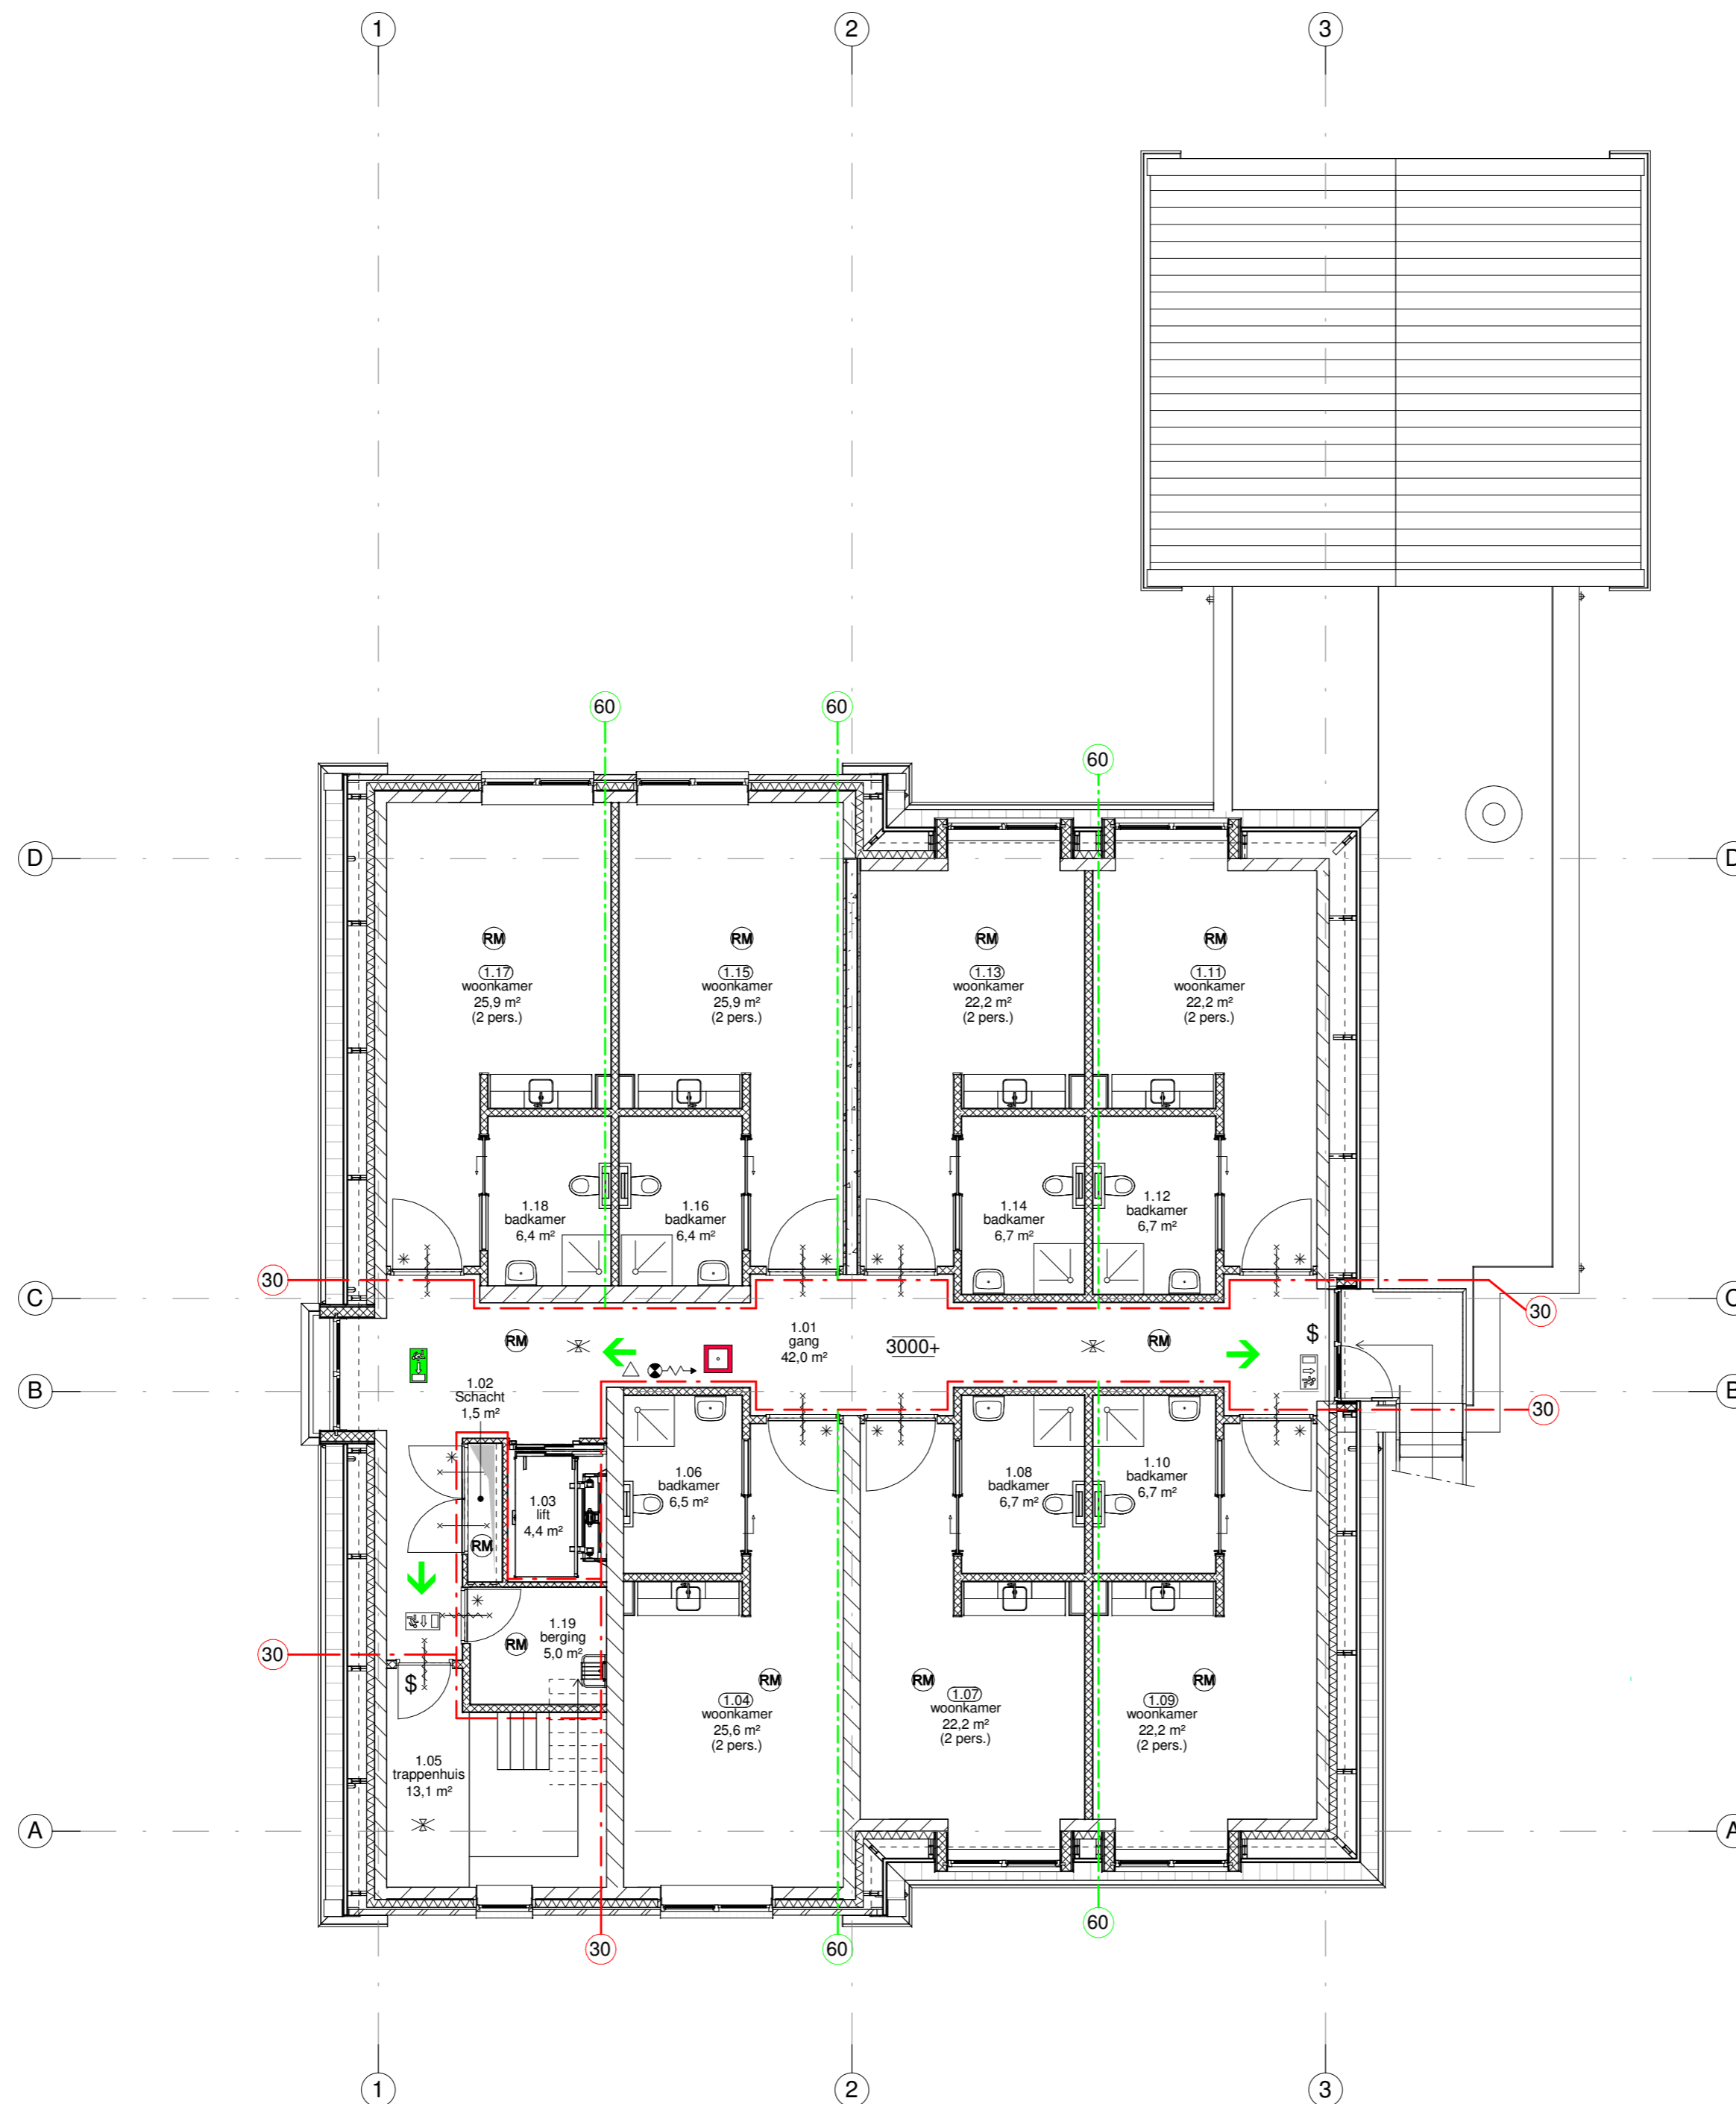 1
2
3
60
60
60
D
D
RM
1.17
woonkamer
25,9 m²
(2 pers.)
RM
1.15
woonkamer
25,9 m²
(2 pers.)
RM
1.13
woonkamer
22,2 m²
(2 pers.)
RM
1.11
woonkamer
22,2 m²
(2 pers.)
1.18
badkamer
6,4 m²
1.16
badkamer
6,4 m²
1.14
badkamer
6,7 m²
1.12
badkamer
6,7 m²
30
C
C
30
RM
1.01
gang
42,0 m²
3000+
RM
$
B
B
30
1.02
Schacht
1,5 m²
1.03
lift
4,4 m²
RM
1.06
badkamer
6,5 m²
1.08
badkamer
6,7 m²
1.10
badkamer
6,7 m²
30
$
RM
1.19
berging
5,0 m²
RM
1.04
woonkamer
25,6 m²
(2 pers.)
RM
1.07
woonkamer
22,2 m²
(2 pers.)
RM
1.09
woonkamer
22,2 m²
(2 pers.)
1.05
trappenhuis
13,1 m²
A
A
30
60
60
1
2
3